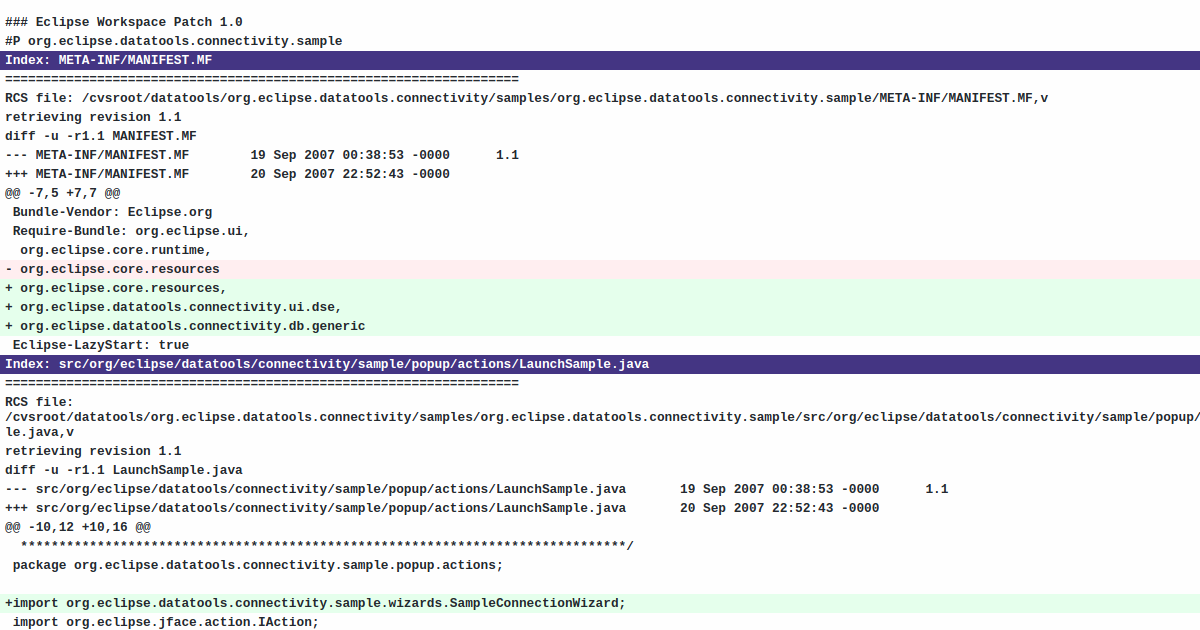 ### Eclipse Workspace Patch 1.0
#P org.eclipse.datatools.connectivity.sample
Index: META-INF/MANIFEST.MF
===================================================================
RCS file: /cvsroot/datatools/org.eclipse.datatools.connectivity/samples/org.eclipse.datatools.connectivity.sample/META-INF/MANIFEST.MF,v
retrieving revision 1.1
diff -u -r1.1 MANIFEST.MF
--- META-INF/MANIFEST.MF	19 Sep 2007 00:38:53 -0000	1.1
+++ META-INF/MANIFEST.MF	20 Sep 2007 22:52:43 -0000
@@ -7,5 +7,7 @@
 Bundle-Vendor: Eclipse.org
 Require-Bundle: org.eclipse.ui,
  org.eclipse.core.runtime,
- org.eclipse.core.resources
+ org.eclipse.core.resources,
+ org.eclipse.datatools.connectivity.ui.dse,
+ org.eclipse.datatools.connectivity.db.generic
 Eclipse-LazyStart: true
Index: src/org/eclipse/datatools/connectivity/sample/popup/actions/LaunchSample.java
===================================================================
RCS file:
/cvsroot/datatools/org.eclipse.datatools.connectivity/samples/org.eclipse.datatools.connectivity.sample/src/org/eclipse/datatools/connectivity/sample/popup/
le.java,v
retrieving revision 1.1
diff -u -r1.1 LaunchSample.java
--- src/org/eclipse/datatools/connectivity/sample/popup/actions/LaunchSample.java	19 Sep 2007 00:38:53 -0000	1.1
+++ src/org/eclipse/datatools/connectivity/sample/popup/actions/LaunchSample.java	20 Sep 2007 22:52:43 -0000
@@ -10,12 +10,16 @@
  *******************************************************************************/
 package org.eclipse.datatools.connectivity.sample.popup.actions;
+import org.eclipse.datatools.connectivity.sample.wizards.SampleConnectionWizard;
 import org.eclipse.jface.action.IAction;